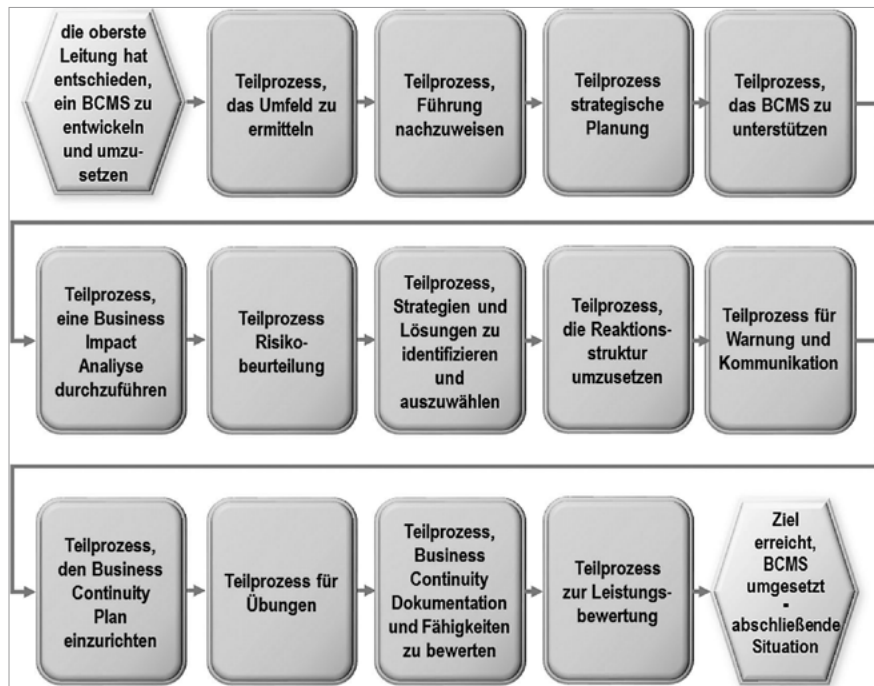 die oberste
Leitung hat
entschieden,
ein BCMS zu
entwickeln
und umzu-
setzen
Teilprozess,
das Umfeld zu
ermitteln
Teilprozess,
Führung
nachzuweisen
Teilprozess
strategische
Planung
Teilprozess,
das BCMS zu
unterstützen
Teilprozess,
eine Business
Impact
Analyse
durchzuführen
Teilprozess
Risiko-
beurteilung
Teilprozess,
Strategien und
Lösungen zu
identifizieren
und
auszuwählen
Teilprozess,
die Reaktions-
struktur
umzusetzen
Teilprozess für
Warnung und
Kommunikation
Teilprozess,
den Business
Continuity
Plan
einzurichten
Teilprozess für
Übungen
Teilprozess,
Business
Continuity
Dokumentation
und Fähigkeiten
zu bewerten
Teilprozess
zur Leistungs-
bewertung
Ziel
erreicht,
BCMS
umgesetzt
-
abschließende
Situation